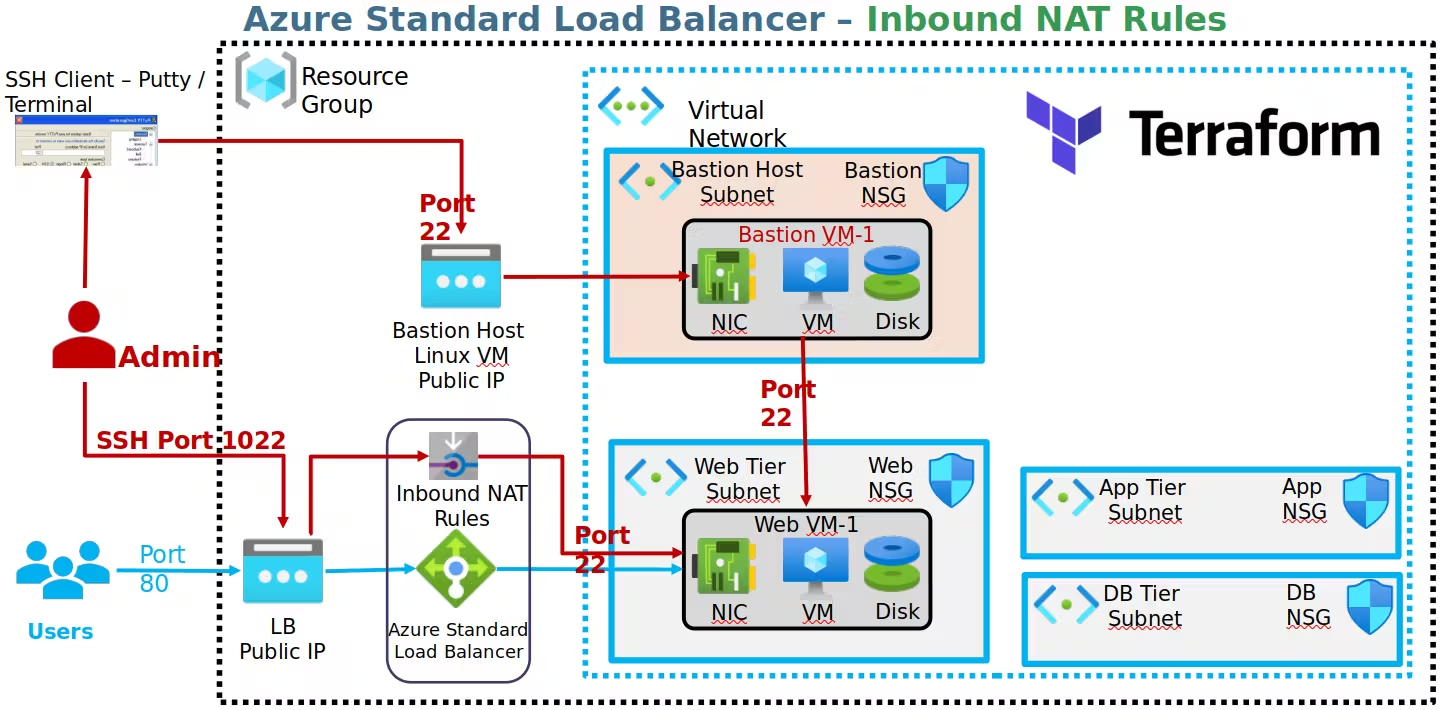 Azure Standard Load Balancer – Inbound NAT Rules
SSH Client – Putty /
Terminal
Resource
Group
Virtual
Network
Terraform
Bastion Host
Subnet
Bastion
NSG
Port
22
Bastion VM-1
NIC
VM
Disk
Bastion Host
Linux VM
Public IP
Admin
Port
22
SSH Port 1022
Inbound NAT
Rules
Web Tier
Subnet
Web
NSG
Web VM-1
Port
22
NIC
VM
Disk
App Tier
Subnet
App
NSG
Port
80
Users
LB
Public IP
Azure Standard
Load Balancer
DB Tier
Subnet
DB
NSG